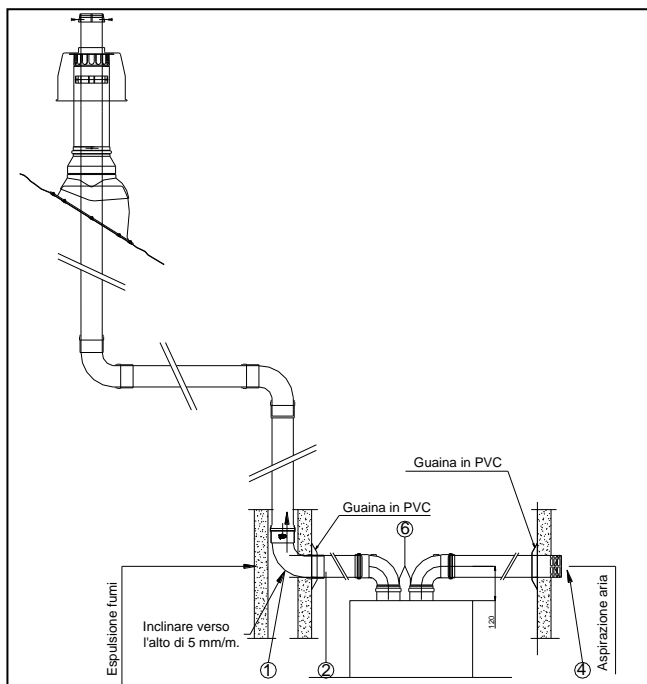 Guaina in PVC
Guaina in PVC
6
120
Espulsione fumi
Inclinare verso
l'alto di 5 mm/m.
1
2
4
Aspirazione aria